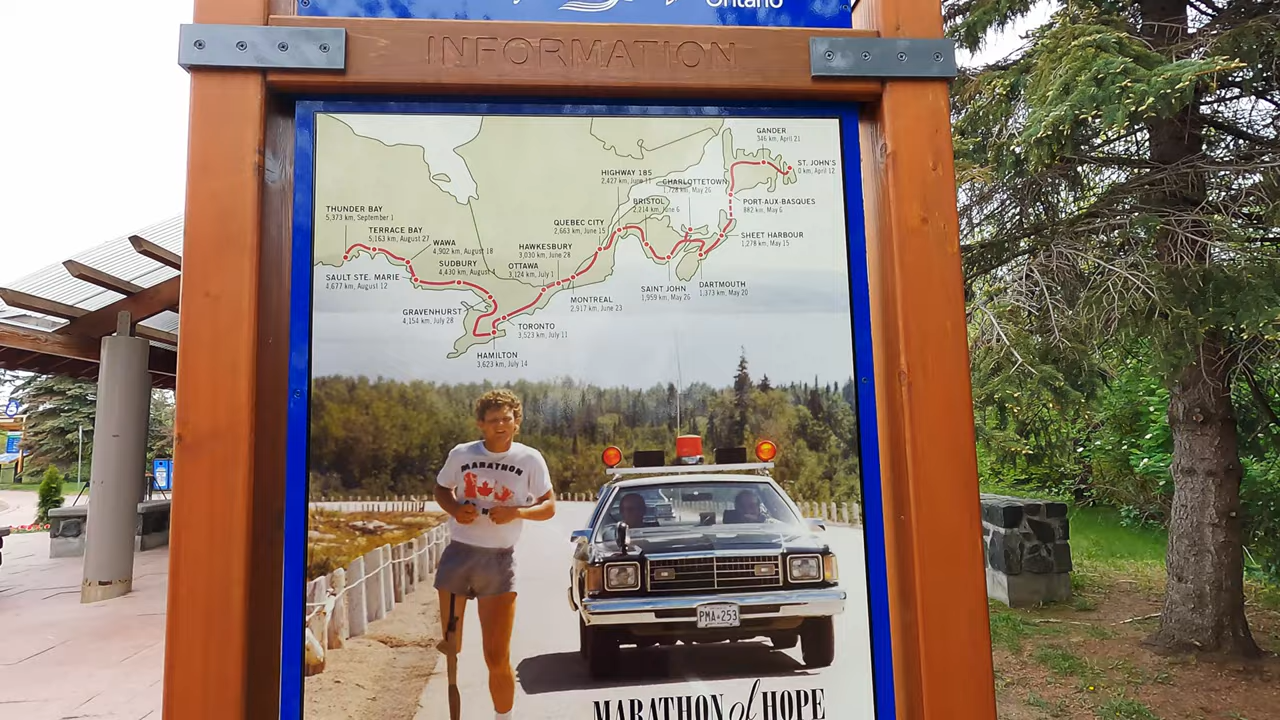 Ontario
INFORMATION
GANDER
346 km, April 21
ST. JOHN'S
0 km, April 12
HIGHWAY 185
2,427 km, June 11
CHARLOTTETOWN
1,728 km, May 26
BRISTOL
2,214 km, June 6
PORT-AUX-BASQUES
882 km, May 6
THUNDER BAY
5,373 km, September 1
QUEBEC CITY
2,663 km, June 15
TERRACE BAY
5,163 km, August 27
SHEET HARBOUR
1,278 km, May 15
WAWA
4,902 km, August 18
HAWKESBURY
3,030 km, June 28
SUDBURY
4,430 km, August 4
OTTAWA
3,124 km, July 1
SAULT STE. MARIE
4,677 km, August 12
SAINT JOHN
1,959 km, May 26
DARTMOUTH
1,373 km, May 20
MONTREAL
2,917 km, June 23
GRAVENHURST
4,154 km, July 28
TORONTO
3,523 km, July 11
HAMILTON
3,623 km, July 14
MARATHON
PMA·253
MARATHON of HOPE